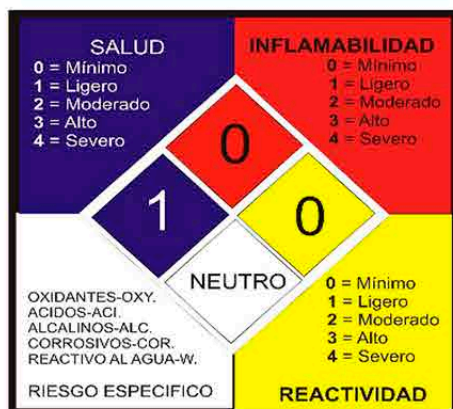 SALUD
0 = Mínimo
1 = Ligero
2 = Moderado
3 = Alto
4 = Severo
INFLAMABILIDAD
0 = Mínimo
1 = Ligero
2 = Moderado
3 = Alto
4 = Severo
0
1
0
NEUTRO
OXIDANTES-OXY.
ACIDOS-ACI.
ALCALINOS-ALC.
CORROSIVOS-COR.
REACTIVO AL AGUA-W.
RIESGO ESPECIFICO
0 = Mínimo
1 = Ligero
2 = Moderado
3 = Alto
4 = Severo
REACTIVIDAD